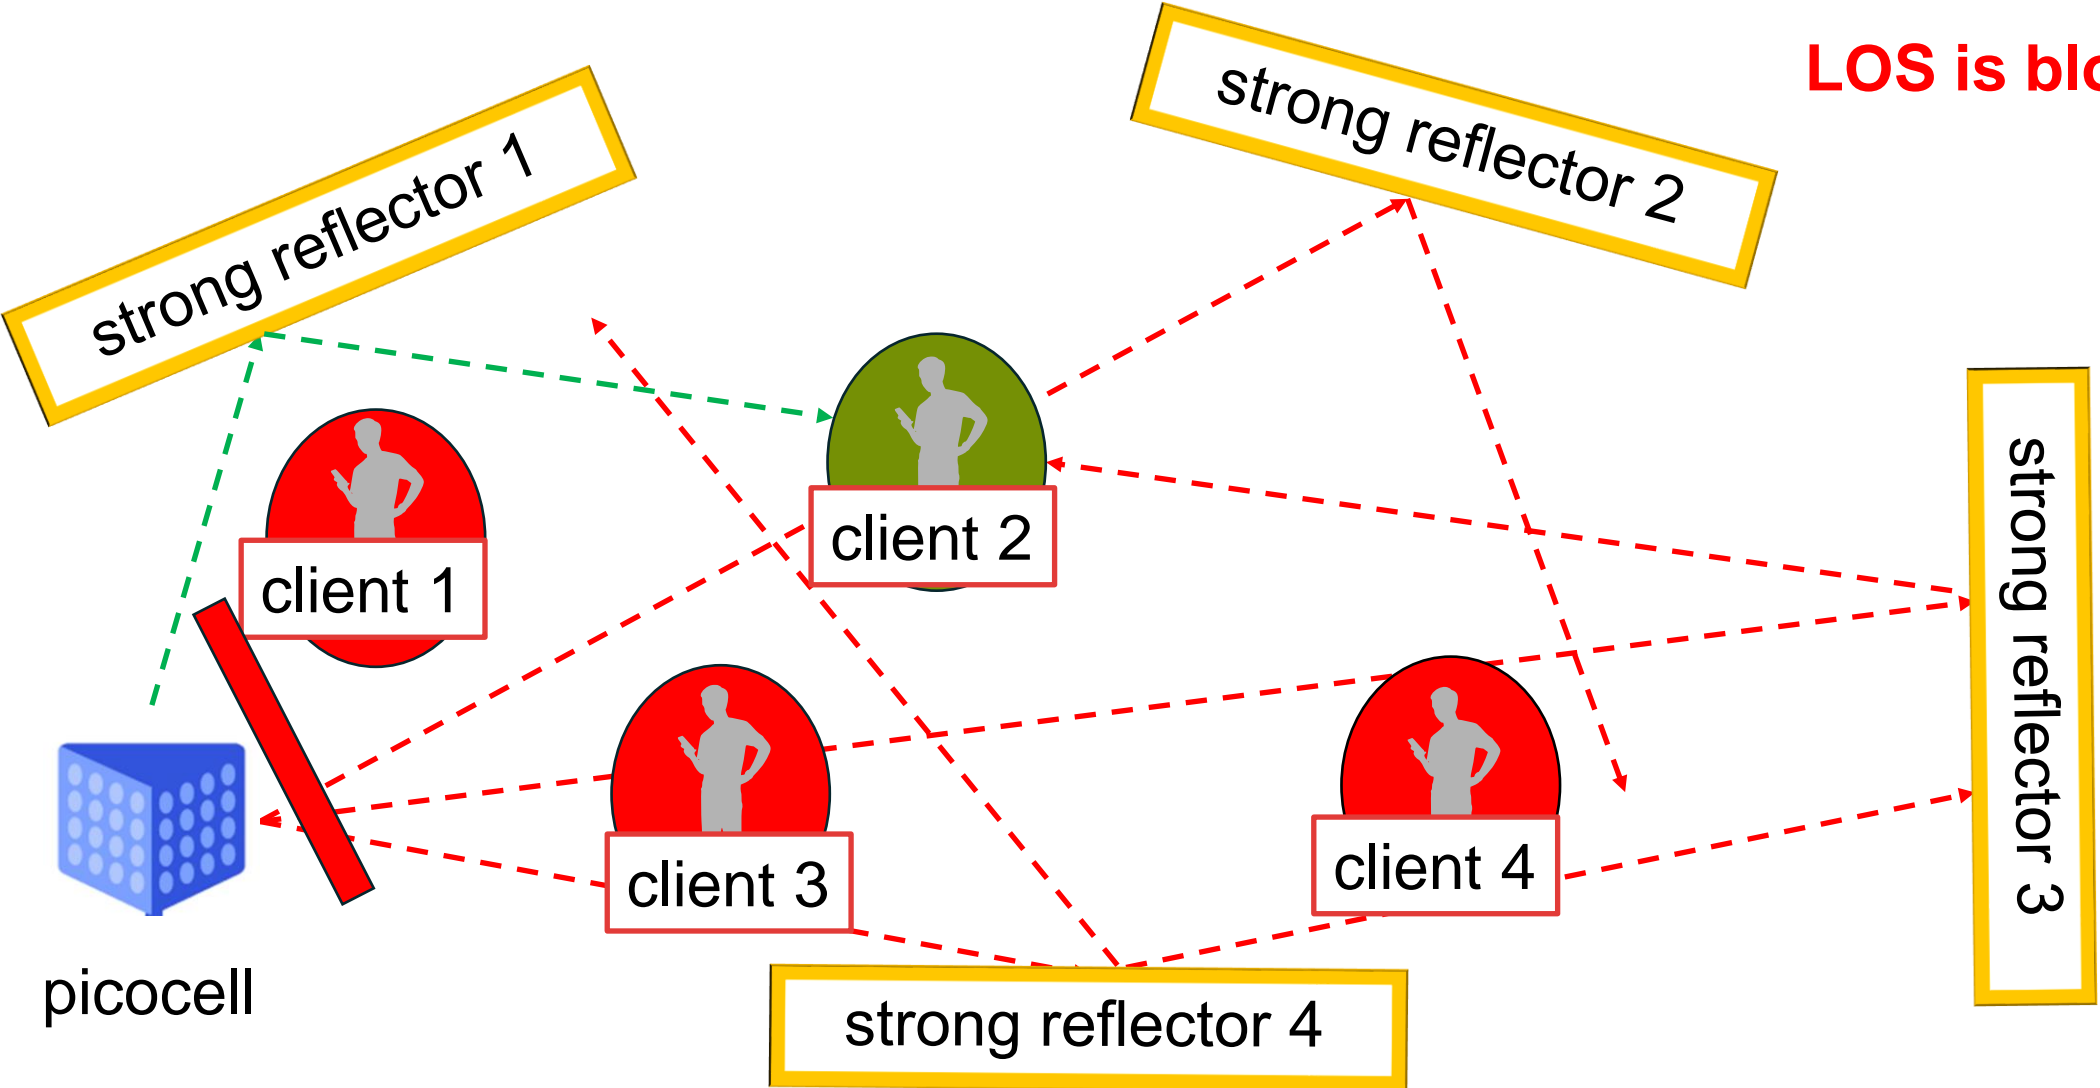 LOS is blo
strong reflector 1
strong reflector 2
client 2
client 1
strong reflector 3
client 3
client 4
picocell
strong reflector 4